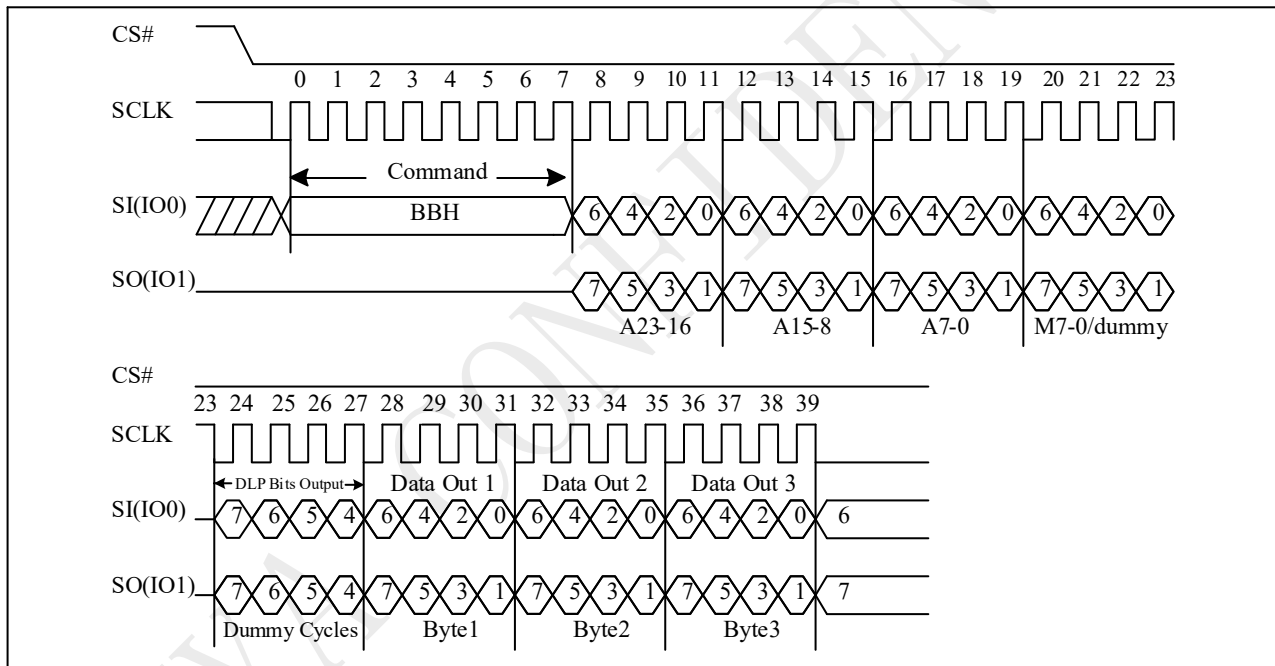 CS#
0 1 2 3 4 5 6 7 8 9 10 11 12 13 14 15 16 17 18 19 20 21 22 23
SCLK
Command
SI(IO0)
BBH
6 4 2 0 6 4 2 0 6 4 2 0 6 4 2 0
SO(IO1)
7 5 3 1 7 5 3 1 7 5 3 1 7 5 3 1
A23-16 A15-8 A7-0 M7-0/dummy
CS#
23 24 25 26 27 28 29 30 31 32 33 34 35 36 37 38 39
SCLK
DLP Bits Output Data Out 1 Data Out 2 Data Out 3
SI(IO0)
7 6 5 4 6 4 2 0 6 4 2 0 6 4 2 0 6
SO(IO1)
7 6 5 4 7 5 3 1 7 5 3 1 7 5 3 1 7
Dummy Cycles Byte1 Byte2 Byte3